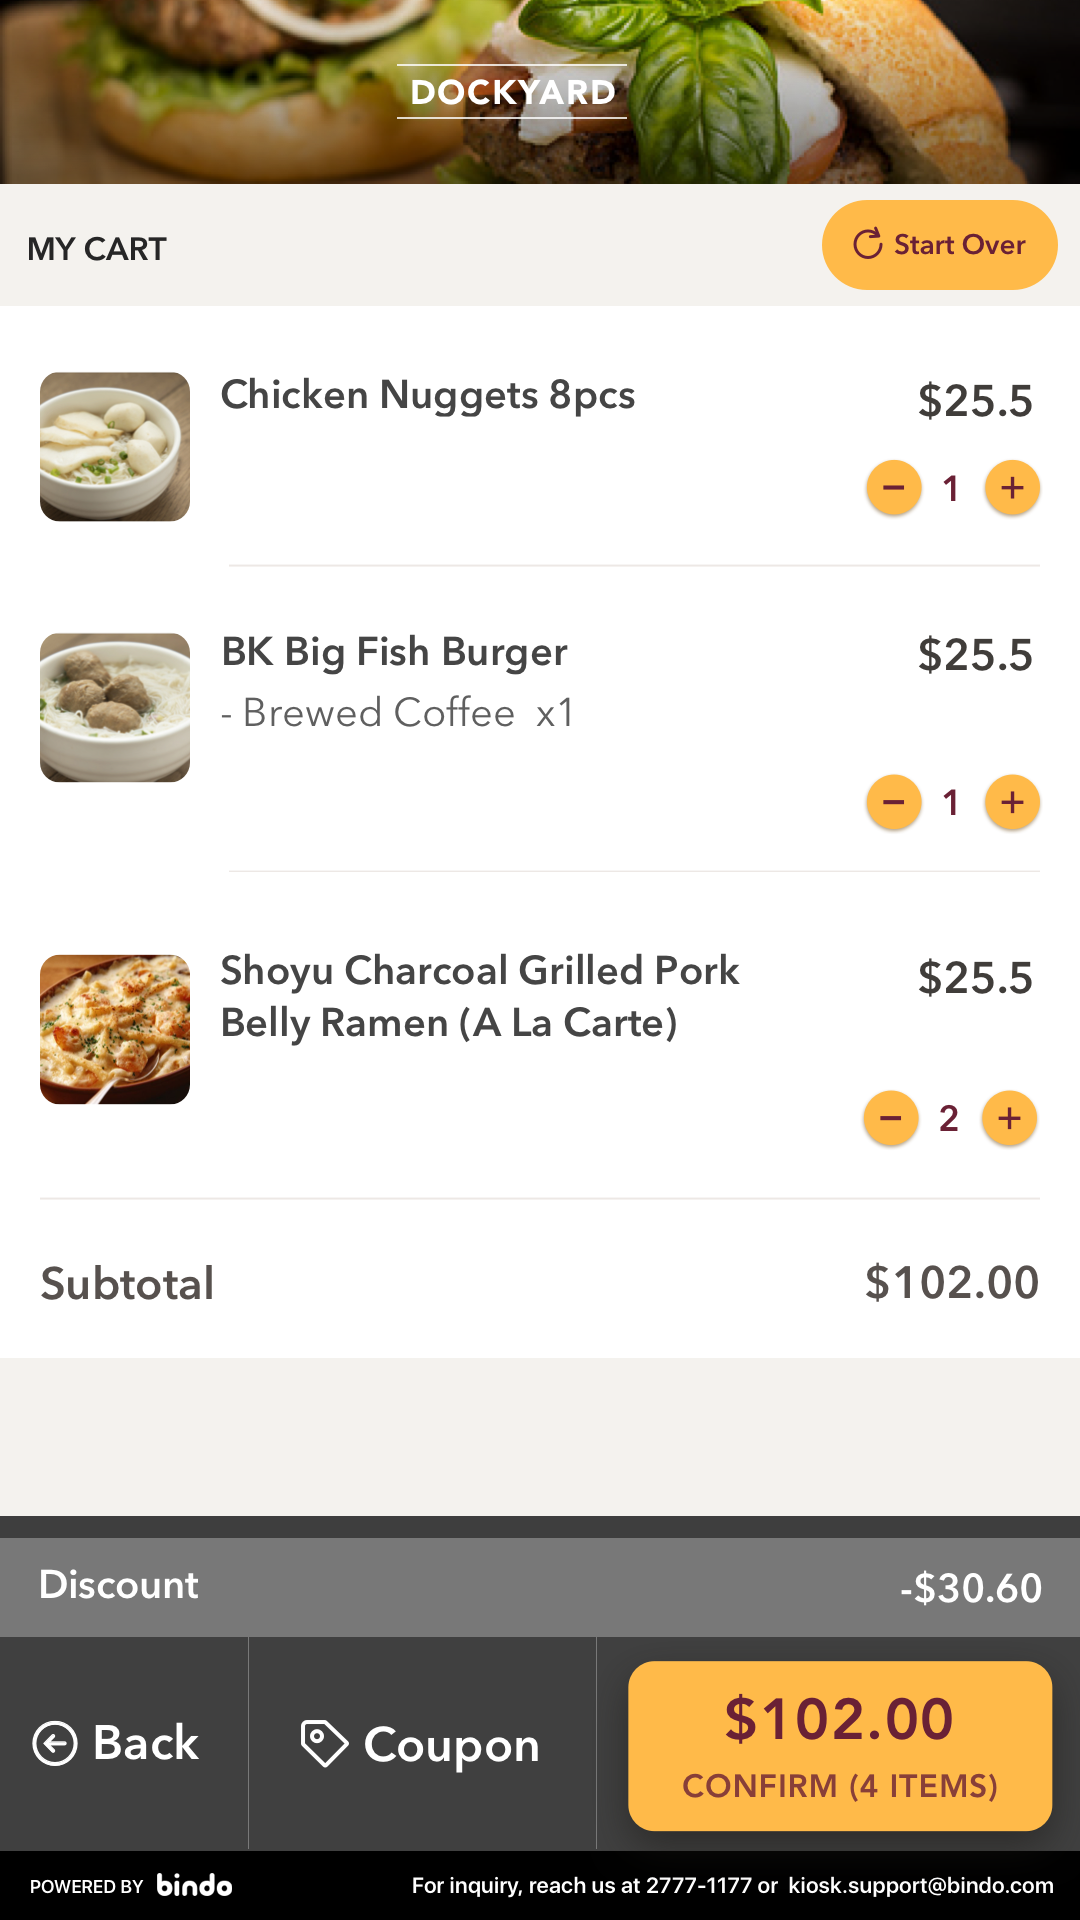 DOCKYARD
MY CART
Start Over
Chicken Nuggets 8pcs
$25.5
1
BK Big Fish Burger
$25.5
- Brewed Coffee x1
1
Shoyu Charcoal Grilled Pork
Belly Ramen (A La Carte)
$25.5
2
Subtotal
$102.00
Discount
-$30.60
Back
Coupon
$102.00
CONFIRM (4 ITEMS)
POWERED BY bindo
For inquiry, reach us at 2777-1177 or kiosk.support@bindo.com